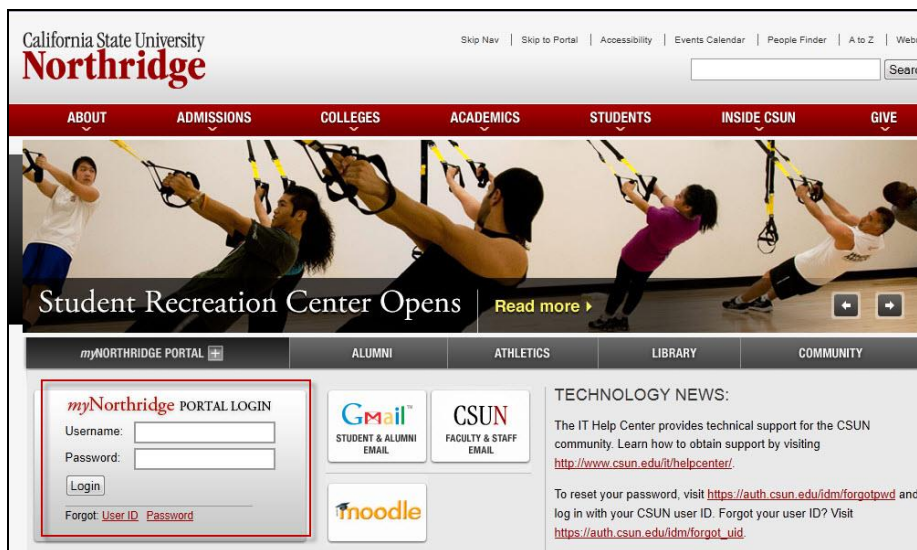 California State University
Northridge
Skip Nav | Skip to Portal | Accessibility | Events Calendar | People Finder | A to Z |
ABOUT ADMISSIONS COLLEGES ACADEMICS STUDENTS INSIDE CSUN GIVE
Student Recreation Center Opens Read more
myNORTHRIDGE PORTAL ALUMNI ATHLETICS LIBRARY COMMUNITY
myNorthridge PORTAL LOGIN
Username:
Password:
Login
Forgot: User ID Password
Gmail™
STUDENT & ALUMNI
EMAIL
CSUN
FACULTY & STAFF
EMAIL
moodle
TECHNOLOGY NEWS:
The IT Help Center provides technical support for the CSUN
community. Learn how to obtain support by visiting
http://www.csun.edu/it/helpcenter/.
To reset your password, visit https://auth.csun.edu/idm/forgotpwd and
log in with your CSUN user ID. Forgot your user ID? Visit
https://auth.csun.edu/idm/forgot_uid.